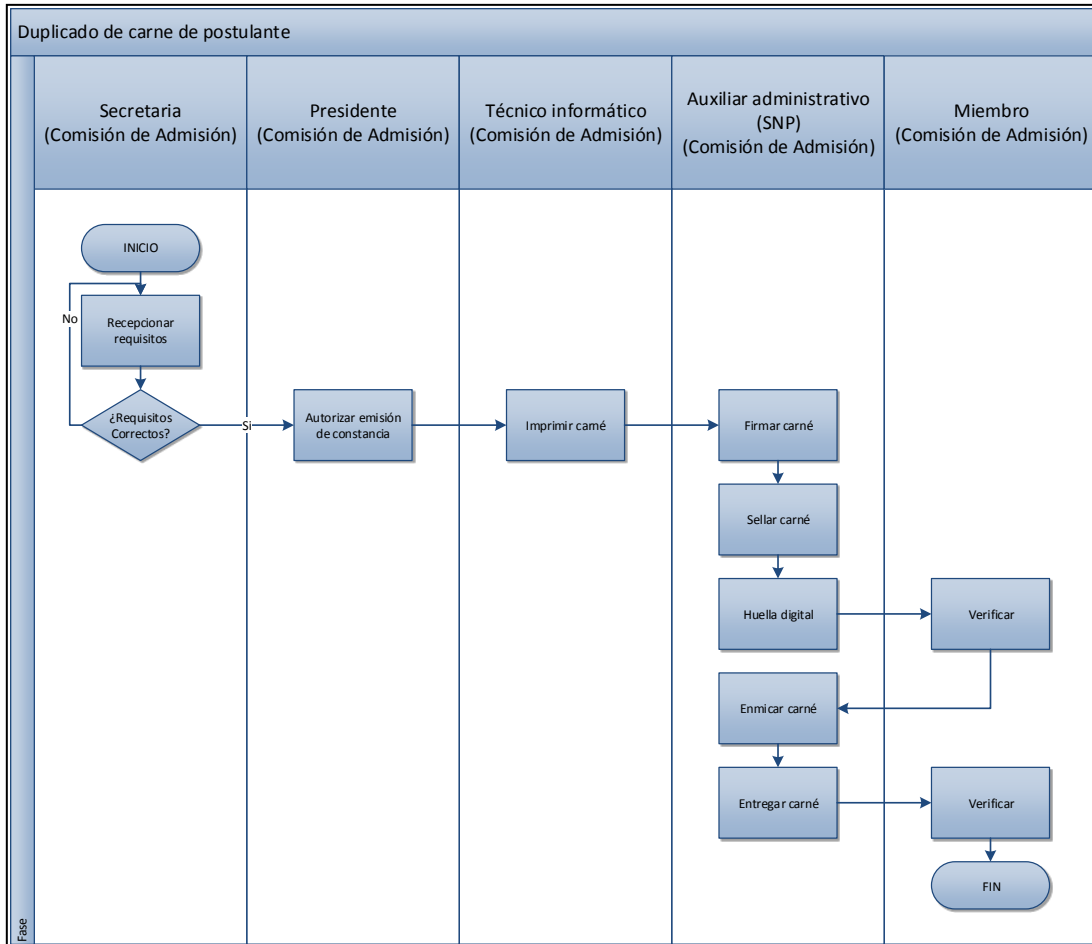 Duplicado de carne de postulante
Secretaria
(Comisión de Admisión)
Presidente
(Comisión de Admisión)
Técnico informático
(Comisión de Admisión)
Auxiliar administrativo
(SNP)
(Comisión de Admisión)
Miembro
(Comisión de Admisión)
INICIO
No
Recepcionar
requisitos
¿Requisitos
Correctos?
Si
Autorizar emisión
de constancia
Imprimir carné
Firmar carné
Sellar carné
Huella digital
Verificar
Enmicar carné
Entregar carné
Verificar
FIN
Fase